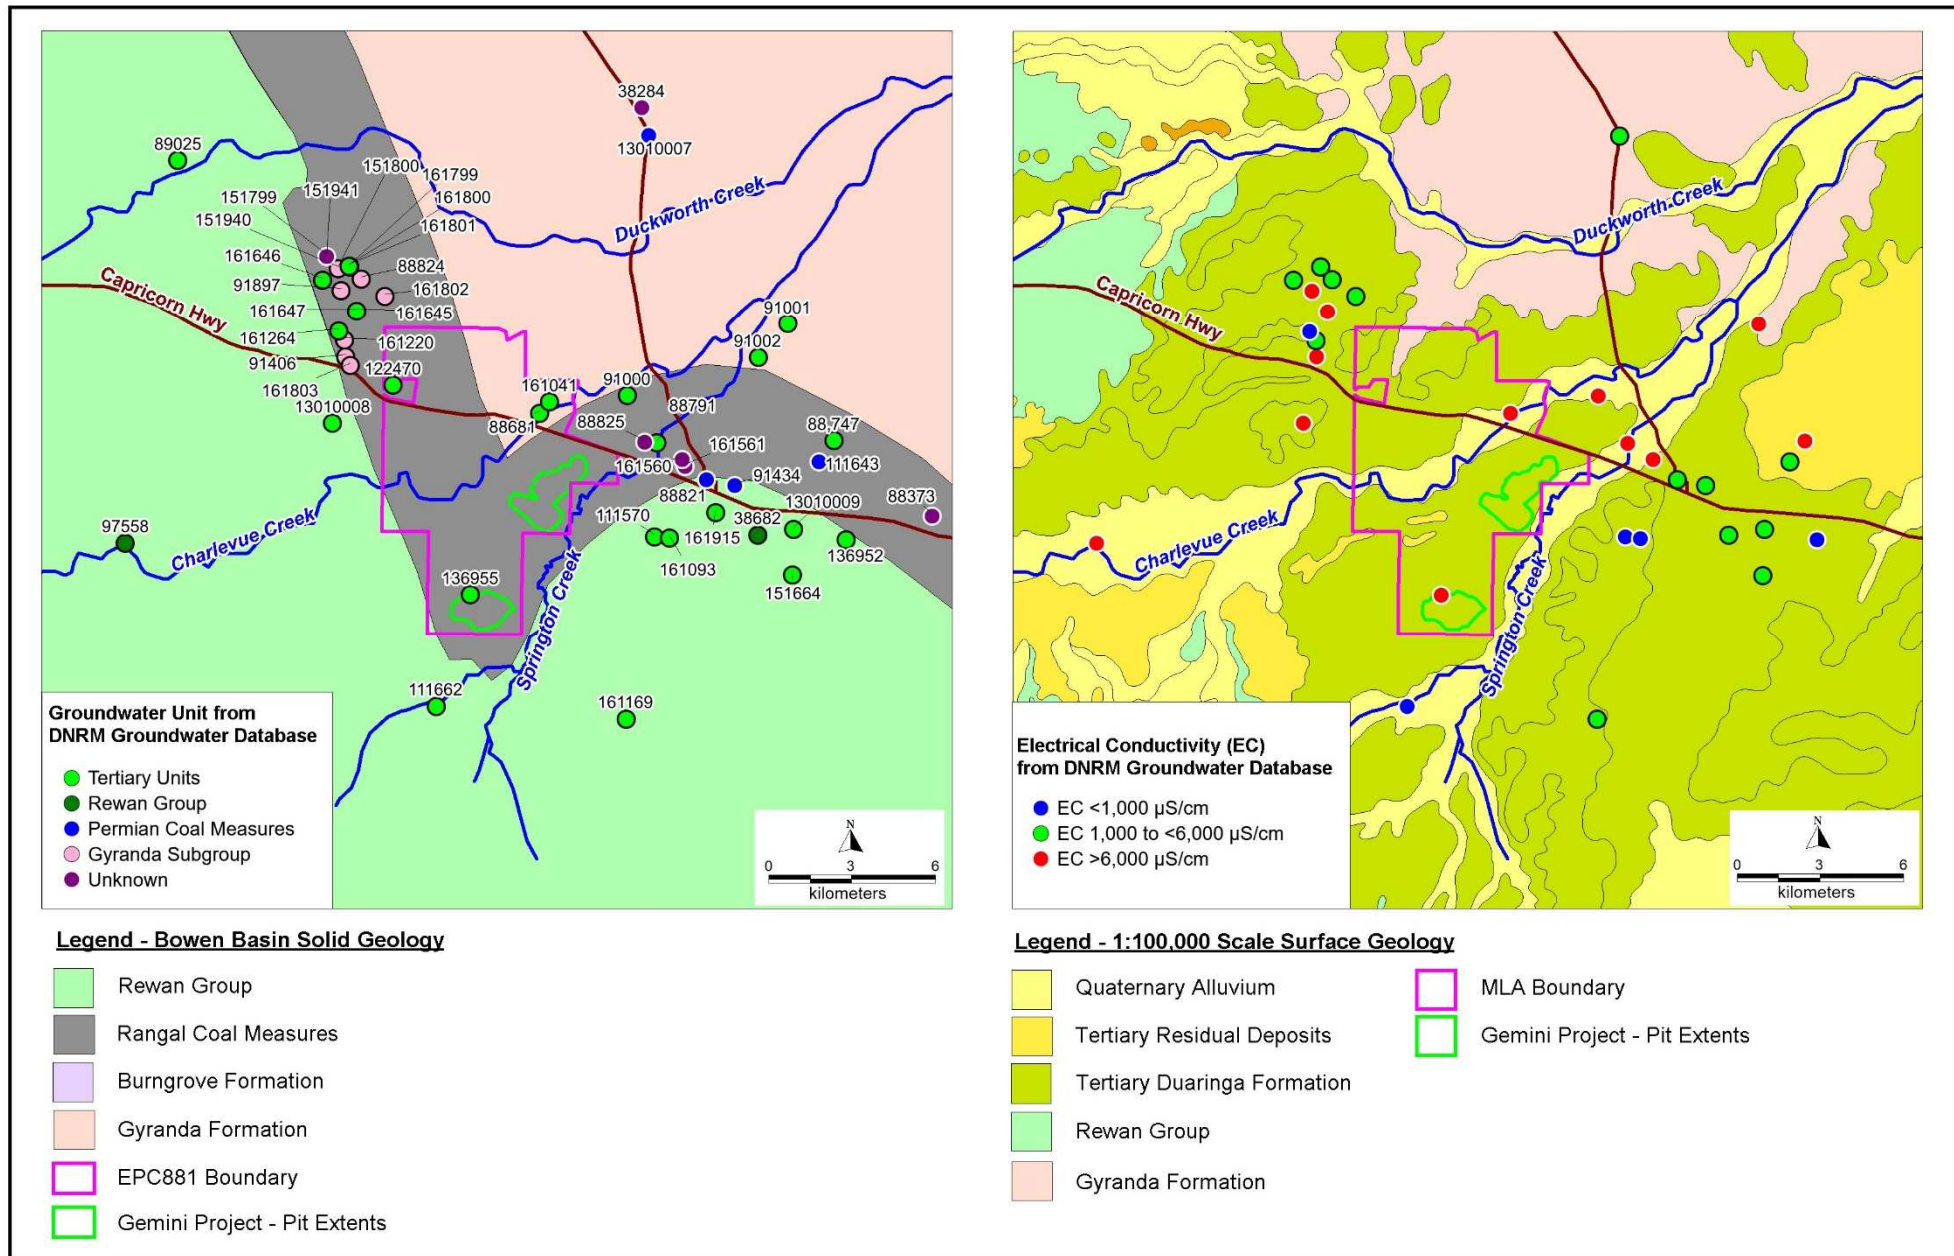 38284
13010007
89025
151800
161799
151941
151799
161800
151940
161801
161646
88824
91897
161802
161647
161645
161264
161220
91406
122470
161803
13010008
Capricorn Hwy
Duckworth Creek
91001
91002
161041
91000
88681
88825
88791
161561
88,747
161560
111643
91434
88821
13010009
88373
111570
38682
161915
136952
161093
151664
97558
Charlevue Creek
136955
Springton Creek
111662
161169
Groundwater Unit from
DNRM Groundwater Database
Tertiary Units
Rewan Group
Permian Coal Measures
Gyranda Subgroup
Unknown
N
0 3 6
kilometers
Duckworth Creek
Capricorn Hwy
Charlevue Creek
Springton Creek
Electrical Conductivity (EC)
from DNRM Groundwater Database
EC <1,000 µS/cm
EC 1,000 to <6,000 µS/cm
EC >6,000 µS/cm
N
0 3 6
kilometers
Legend - Bowen Basin Solid Geology
Rewan Group
Rangal Coal Measures
Burngrove Formation
Gyranda Formation
EPC881 Boundary
Gemini Project - Pit Extents
Legend - 1:100,000 Scale Surface Geology
Quaternary Alluvium
Tertiary Residual Deposits
Tertiary Duaringa Formation
Rewan Group
Gyranda Formation
MLA Boundary
Gemini Project - Pit Extents